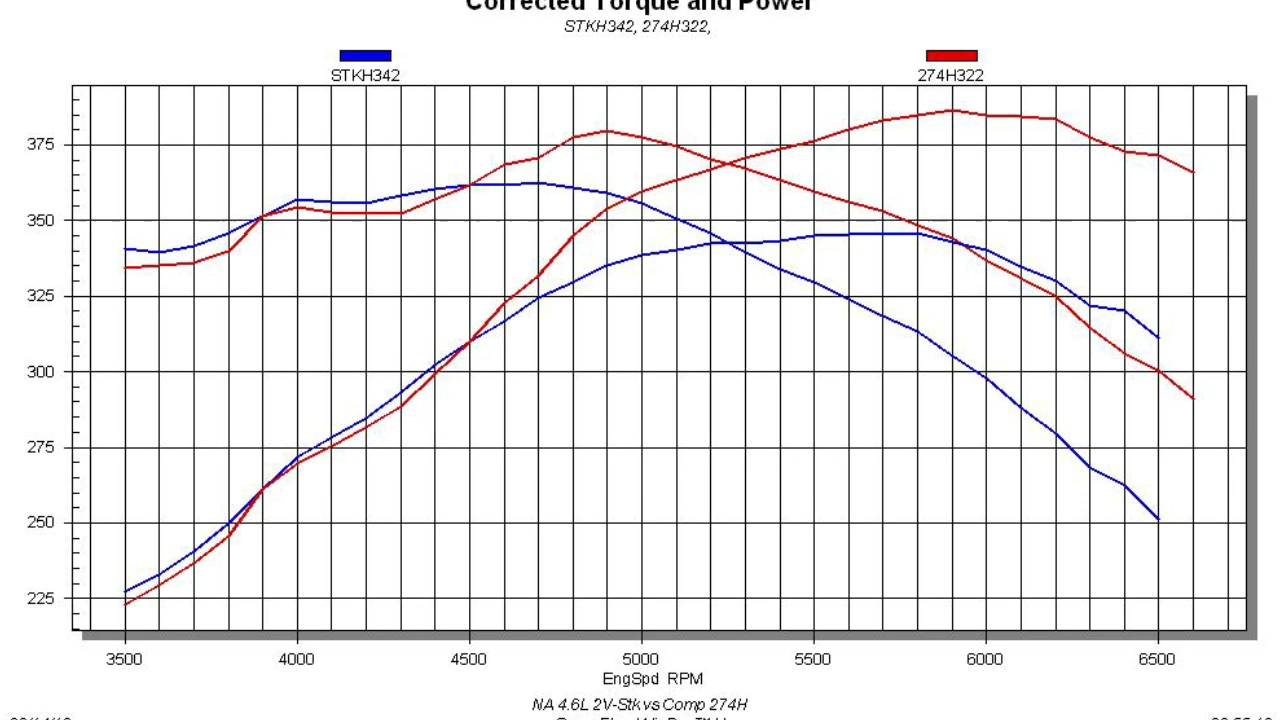 Corrected Torque and Power
STKH342, 274H322,
STKH342 274H322
375
350
325
300
275
250
225
3500 4000 4500 5000 5500 6000 6500
EngSpd RPM
NA 4.6L 2V-Stk vs Comp 274H